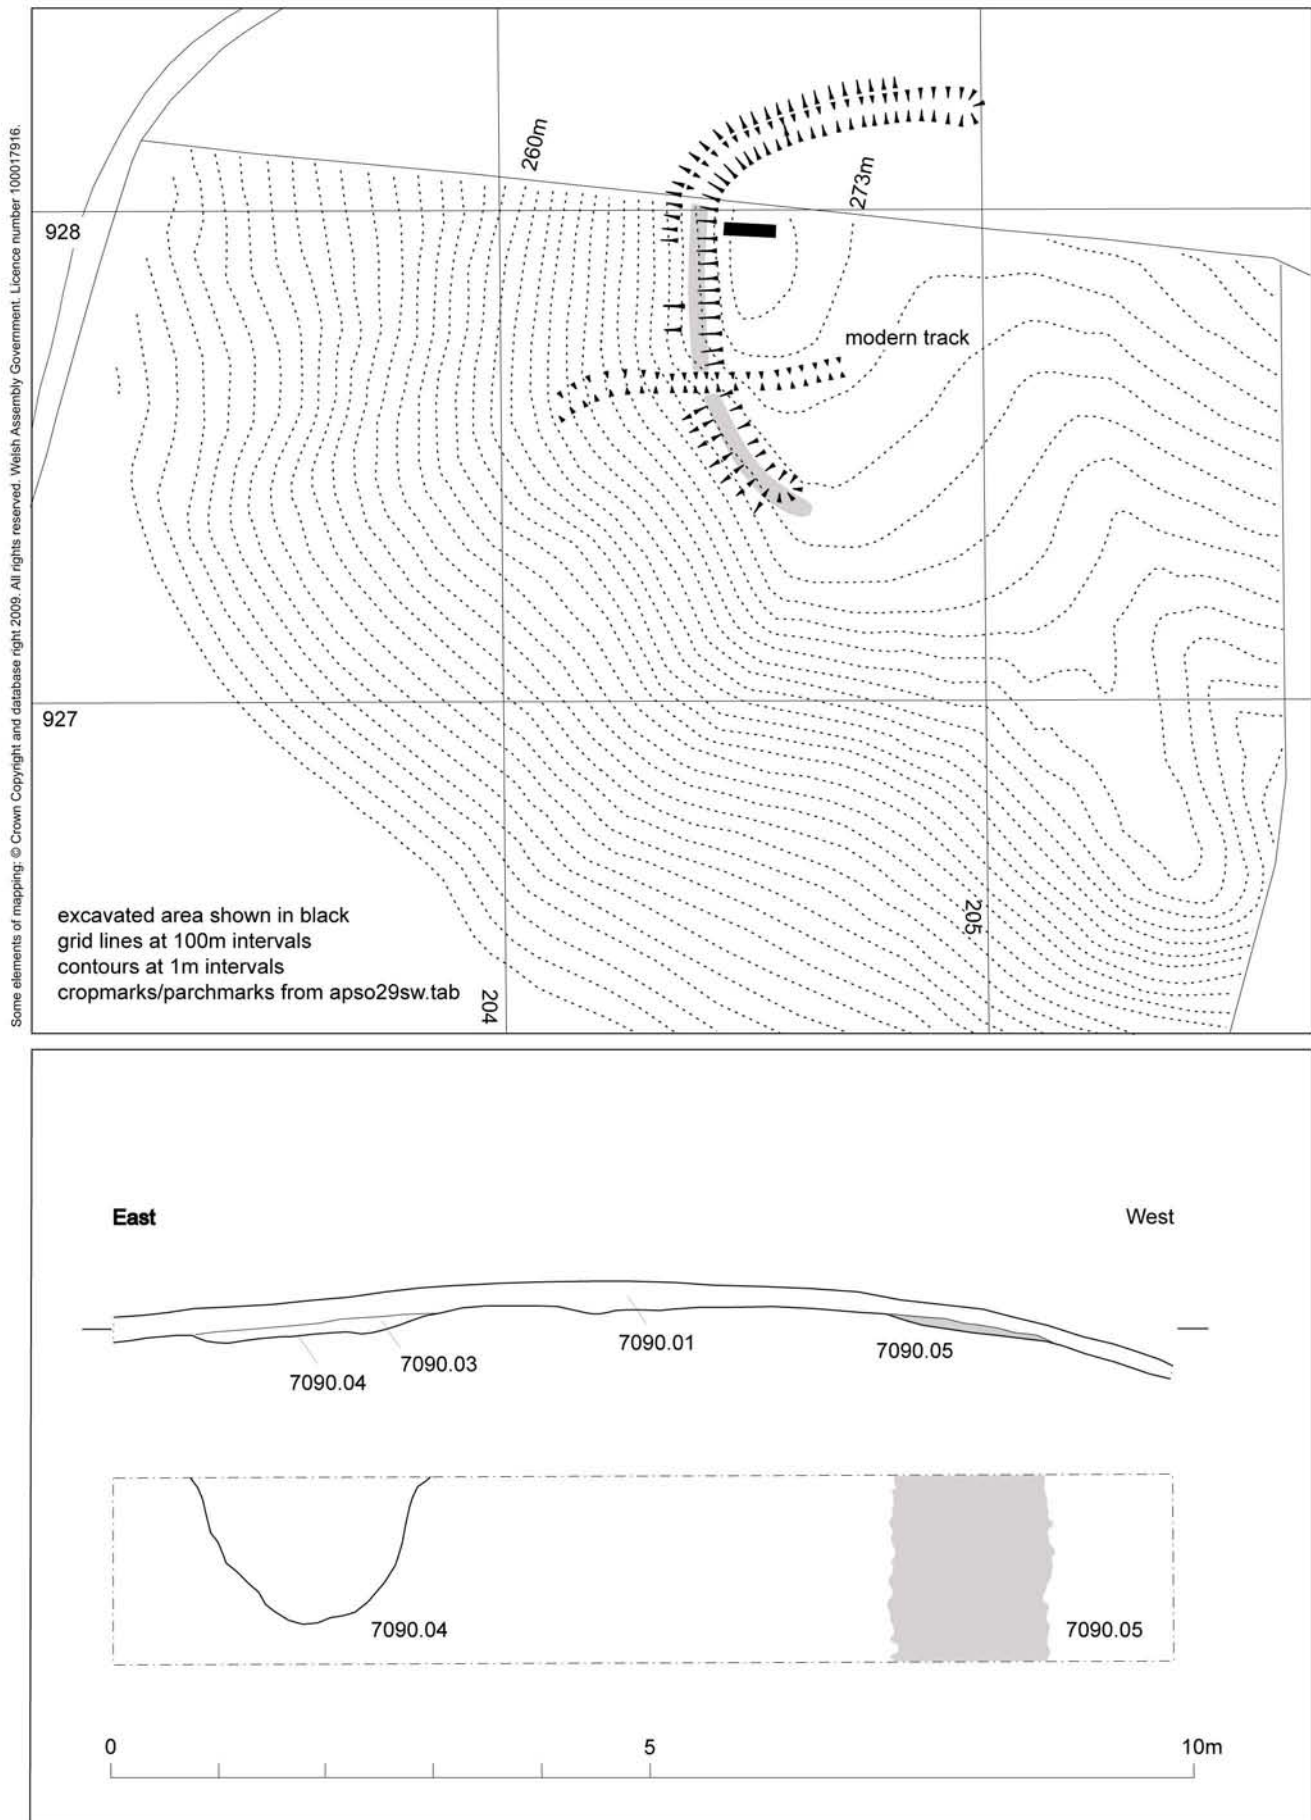 Some elements of mapping: © Crown Copyright and database right 2009. All rights reserved. Welsh Assembly Government. Licence number 100017916.
260m
273m
928
modern track
927
205
excavated area shown in black
grid lines at 100m intervals
contours at 1m intervals
cropmarks/parchmarks from apso29sw.tab
204
East
West
7090.01
7090.05
7090.03
7090.04
7090.04
7090.05
0
5
10m